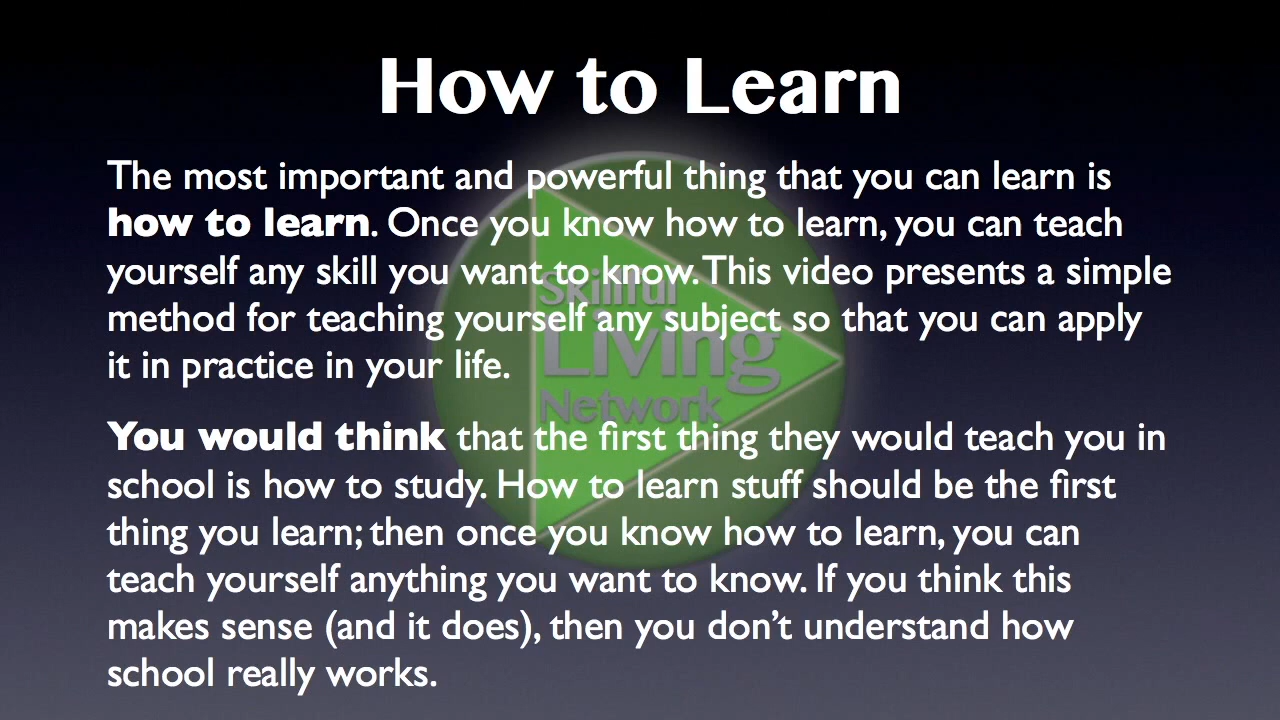 How to Learn
The most important and powerful thing that you can learn is
how to learn. Once you know how to learn, you can teach
yourself any skill you want to know. This video presents a simple
method for teaching yourself any subject so that you can apply
it in practice in your life.
You would think that the first thing they would teach you in
school is how to study. How to learn stuff should be the first
thing you learn; then once you know how to learn, you can
teach yourself anything you want to know. If you think this
makes sense (and it does), then you don’t understand how
school really works.
Skillful
Living
Network